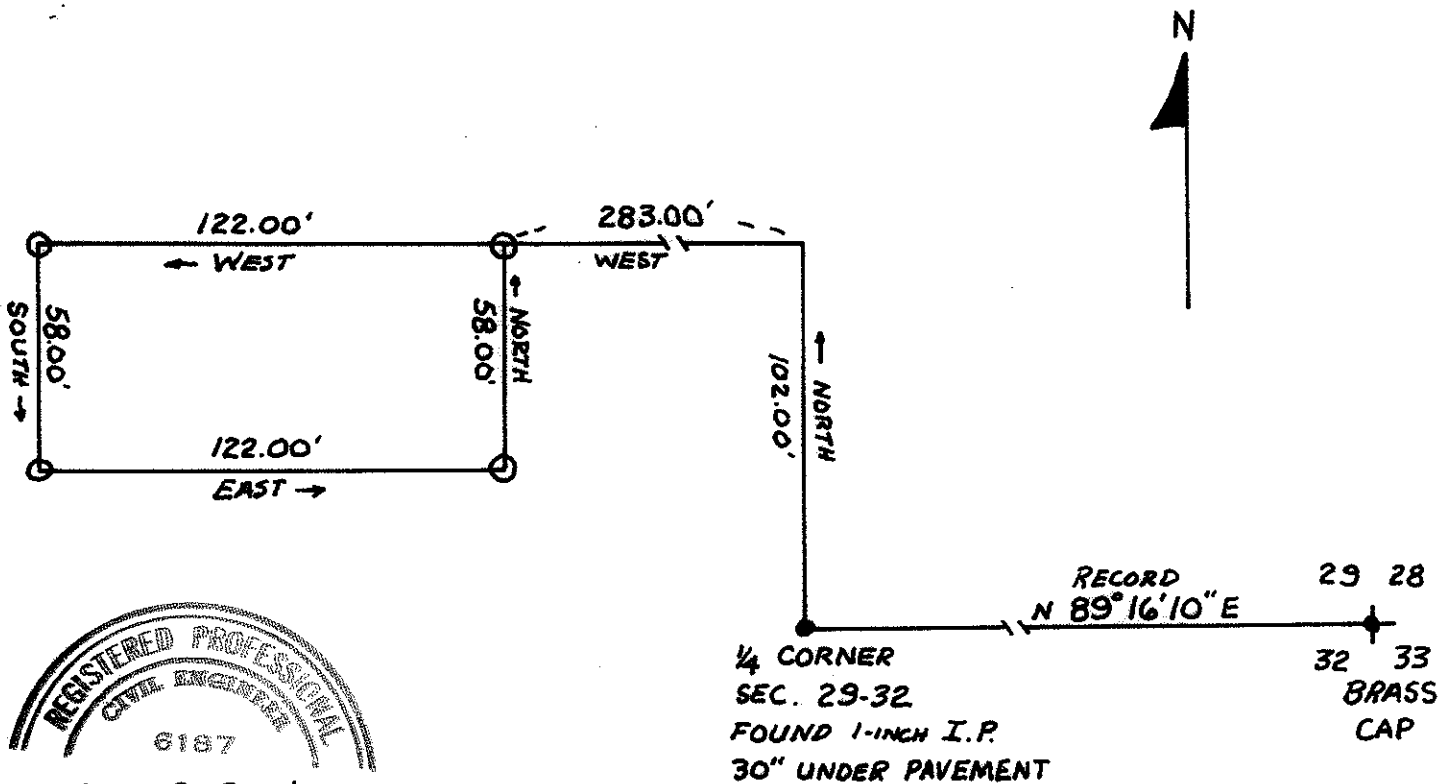 N
122.00'
← WEST
283.00'
WEST
58.00'
SOUTH →
58.00'
← NORTH
122.00'
EAST →
102.00'
← NORTH
RECORD
N 89°16'10" E
29 28
32 33
BRASS
CAP
1/4 CORNER
SEC. 29-32
FOUND 1-INCH I.P.
30" UNDER PAVEMENT
REGISTERED PROFESSIONAL
CIVIL ENGINEER
6187